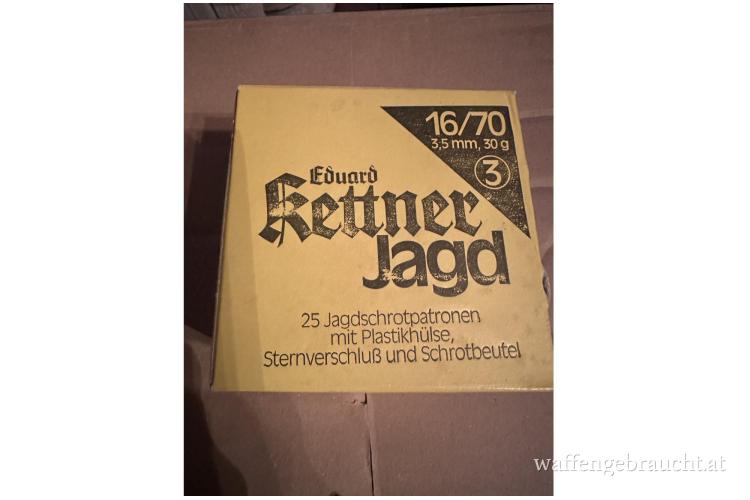 16/70
3,5 mm, 30 g
3
Eduard
Kettner
Jagd
25 Jagdschrotpatronen
mit Plastikhülse,
Sternverschluß und Schrotbeutel
waffengebraucht.at